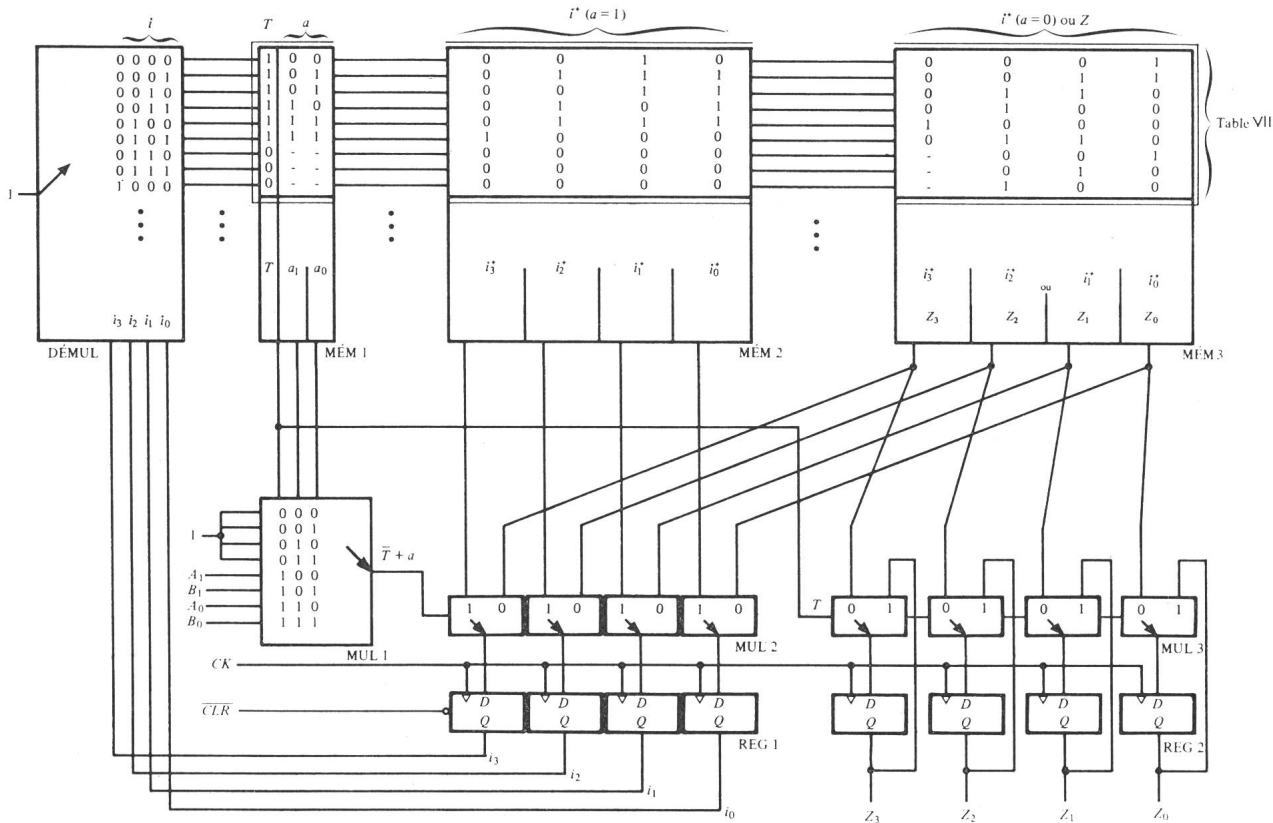 i
T
a
i* (a = 1)
i* (a = 0) ou Z
0 0 0 0 1 0 0 0 0 1 0 0 0 0 1
0 0 0 1 1 0 1 0 1 1 1 0 0 1 1
0 0 1 0 1 0 1 0 0 1 1 0 1 1 0
0 0 1 1 1 1 0 0 1 0 1 0 1 0 0
0 1 0 0 1 1 1 0 1 1 1 1 0 0 0
0 1 0 1 1 1 1 1 0 0 0 0 1 1 0
0 1 1 0 0 - - 0 0 0 0 - 0 0 1
0 1 1 1 0 - - 0 0 0 0 - 0 1 0
1 0 0 0 0 - - 0 0 0 0 - 1 0 0
Table VII
1
T a₁ a₀
i₃* i₂* i₁* i₀*
i₃* i₂* ou i₁* i₀*
Z₃ Z₂ Z₁ Z₀
i₃ i₂ i₁ i₀
DÉMUL
MÉM 1
MÉM 2
MÉM 3
1
0 0 0
0 0 1
0 1 0
0 1 1
A₁ 1 0 0
B₁ 1 0 1
A₀ 1 1 0
B₀ 1 1 1
T̅ + a
MUL 1
1 0 1 0 1 0 1 0
MUL 2
T
0 1 0 1 0 1 0 1
MUL 3
CK
C̅L̅R̅
D D D D D D D D
Q Q Q Q Q Q Q Q
REG 1
REG 2
i₃
i₂
i₁
i₀
Z₃ Z₂ Z₁ Z₀